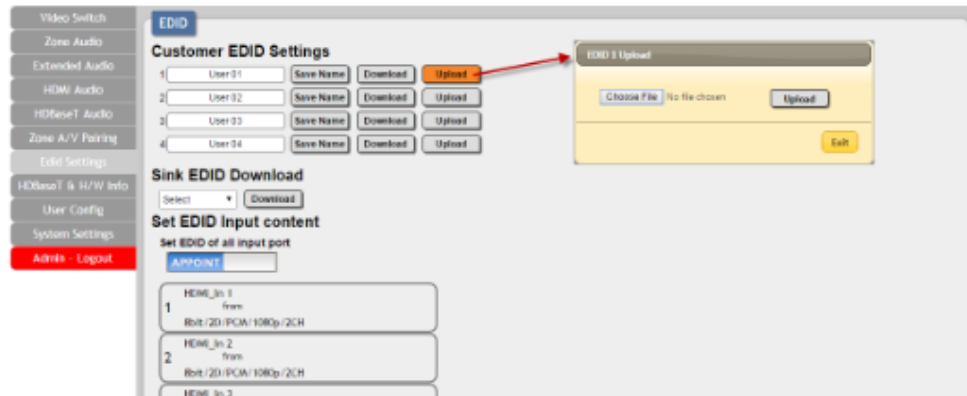 Video Switch
Zone Audio
Extended Audio
HDMI Audio
HDBaseT Audio
Zone A/V Pairing
Edid Settings
HDBaseT & H/W Info
User Config
System Settings
Admin - Logout
EDID
Customer EDID Settings
1 User 01 Save Name Download Upload
2 User 02 Save Name Download Upload
3 User 03 Save Name Download Upload
4 User 04 Save Name Download Upload
Sink EDID Download
Select Download
Set EDID Input content
Set EDID of all input port
APPOINT
HDMI_In 1
1 from
8bit/2D/PCM/1080p/2CH
HDMI_In 2
2 from
8bit/2D/PCM/1080p/2CH
HDMI_In 3
EDID 1 Upload
Choose File No file chosen Upload
Exit